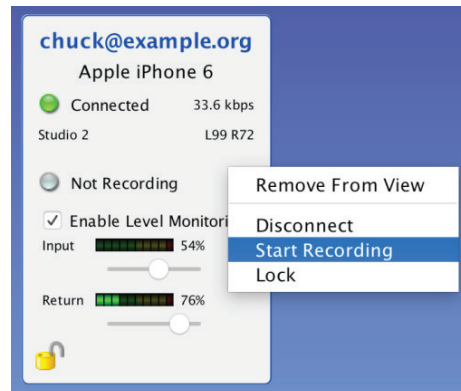 chuck@example.org
Apple iPhone 6
Connected 33.6 kbps
Studio 2 L99 R72
Not Recording
Remove From View
Enable Level Monitori
Disconnect
Input 54%
Start Recording
Lock
Return 76%